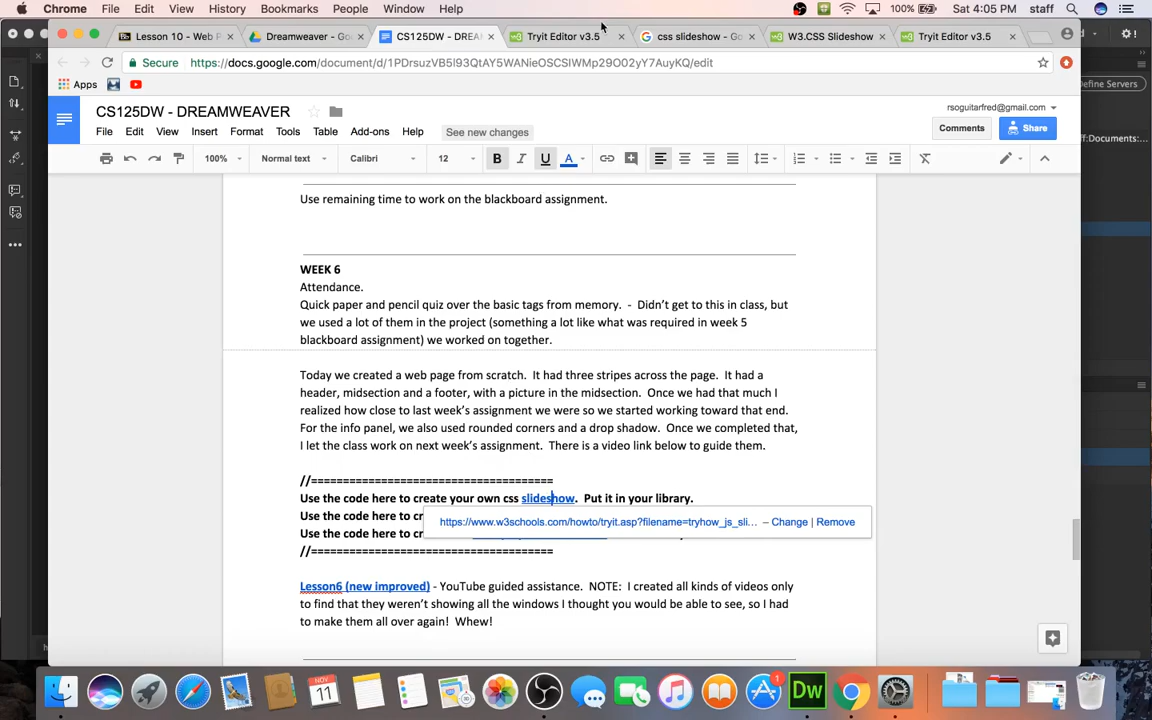 Chrome File Edit View History Bookmarks People Window Help 100% Sat 4:05 PM staff
Lesson 10 - Web P Dreamweaver - Go CS125DW - DREA Tryit Editor v3.5 css slideshow - Go W3.CSS Slideshow Tryit Editor v3.5
Secure https://docs.google.com/document/d/1PDrsuzVB5l93QtAY5WANieOSCSIWMp29O02yY7AuyKQ/edit
Apps
efine Servers
CS125DW - DREAMWEAVER
rsoguitarfred@gmail.com
File Edit View Insert Format Tools Table Add-ons Help See new changes
Comments Share
ff:Documents:...
100% Normal text Calibri 12 B I U A
Use remaining time to work on the blackboard assignment.
WEEK 6
Attendance.
Quick paper and pencil quiz over the basic tags from memory. - Didn't get to this in class, but
we used a lot of them in the project (something a lot like what was required in week 5
blackboard assignment) we worked on together.
Today we created a web page from scratch. It had three stripes across the page. It had a
header, midsection and a footer, with a picture in the midsection. Once we had that much I
realized how close to last week's assignment we were so we started working toward that end.
For the info panel, we also used rounded corners and a drop shadow. Once we completed that,
I let the class work on next week's assignment. There is a video link below to guide them.
//====================================
Use the code here to create your own css slideshow. Put it in your library.
Use the code here to cr
https://www.w3schools.com/howto/tryit.asp?filename=tryhow_js_sli... – Change | Remove
Use the code here to cr
//====================================
Lesson6 (new improved) - YouTube guided assistance. NOTE: I created all kinds of videos only
to find that they weren't showing all the windows I thought you would be able to see, so I had
to make them all over again! Whew!
NOV
11
1
Dw